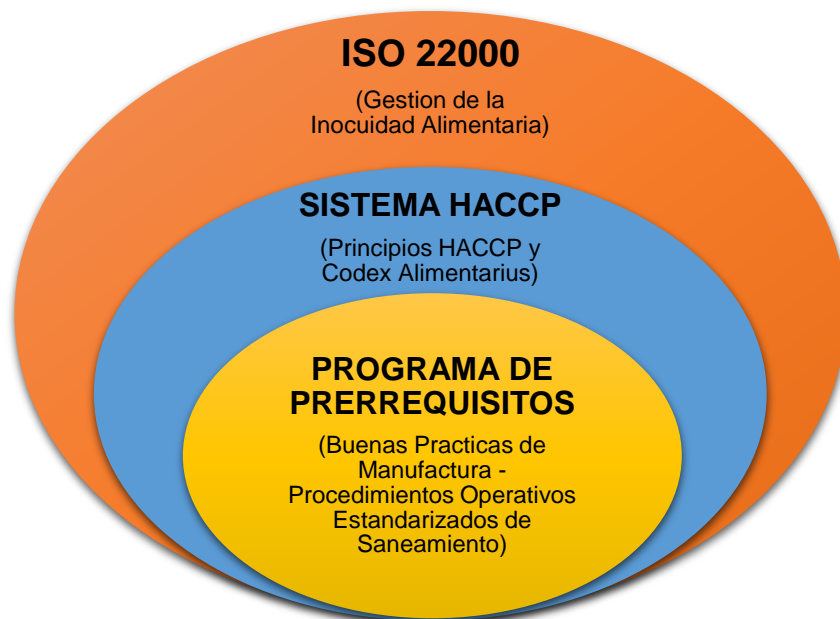 ISO 22000
(Gestion de la
Inocuidad Alimentaria)
SISTEMA HACCP
(Principios HACCP y
Codex Alimentarius)
PROGRAMA DE
PRERREQUISITOS
(Buenas Practicas de
Manufactura -
Procedimientos Operativos
Estandarizados de
Saneamiento)